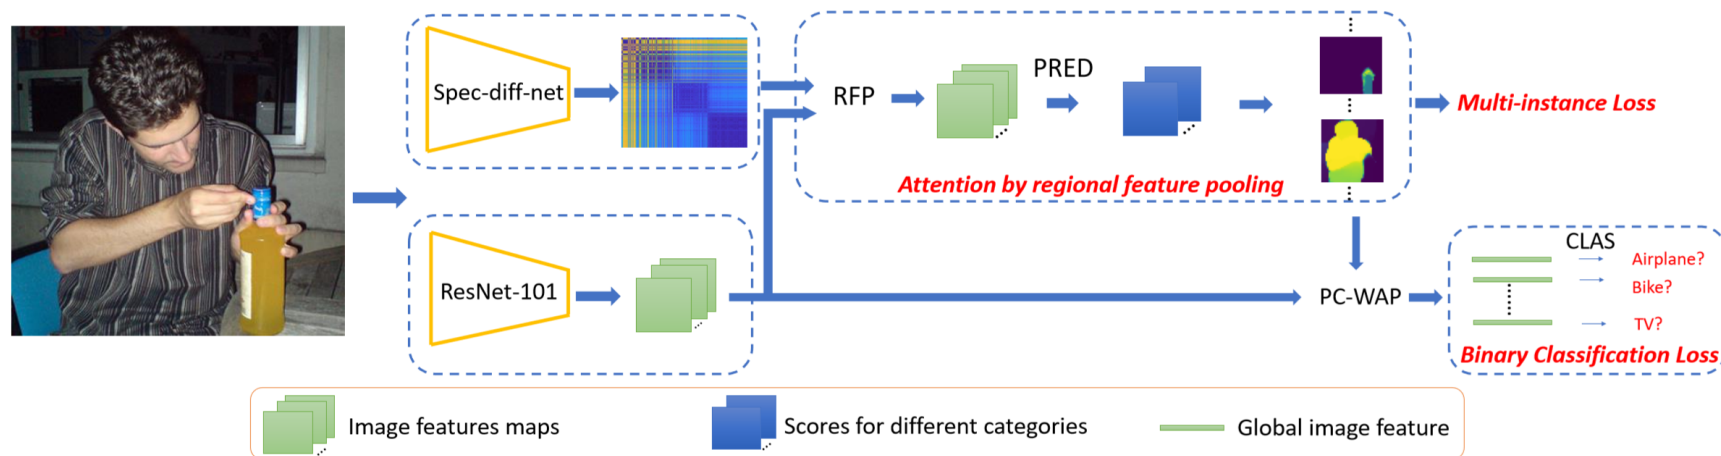 Spec-diff-net
RFP
PRED
Multi-instance Loss
Attention by regional feature pooling
ResNet-101
PC-WAP
CLAS
Airplane?
Bike?
TV?
Binary Classification Loss
Image features maps
Scores for different categories
Global image feature